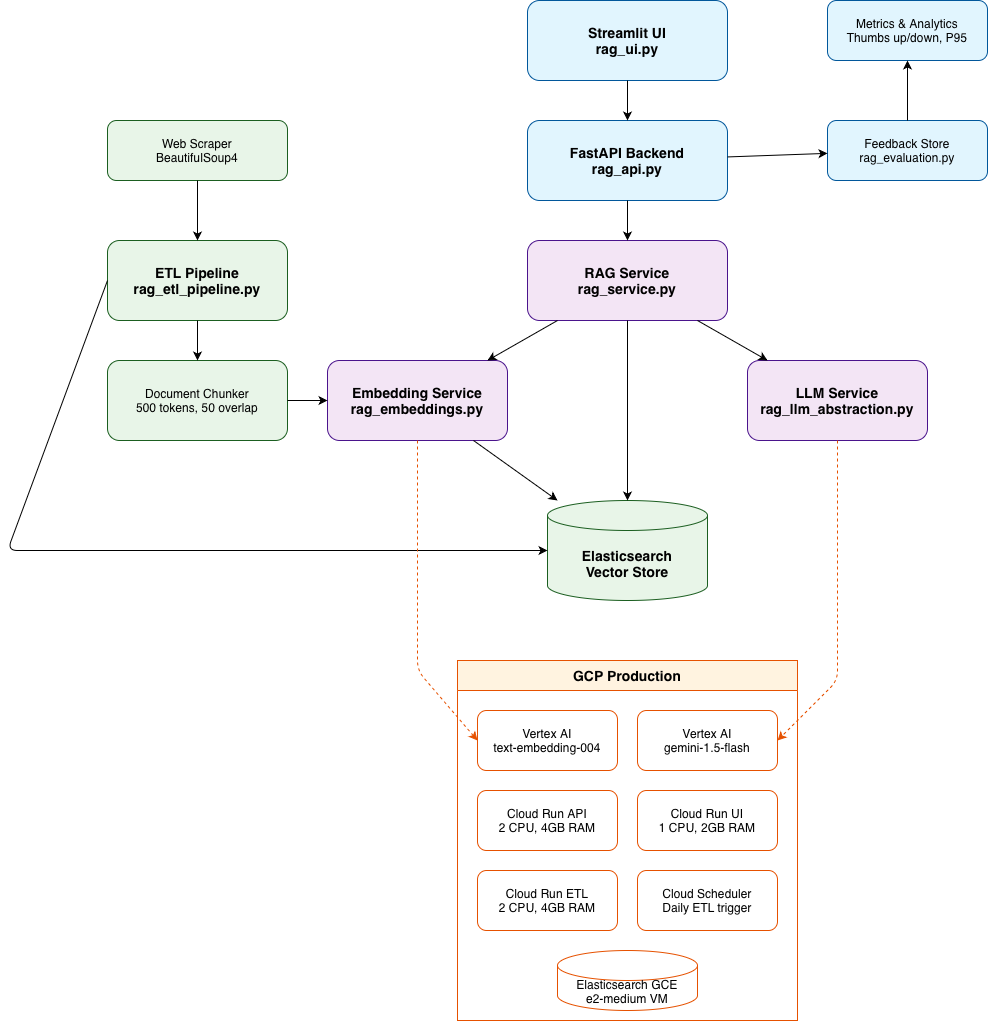 Streamlit UI
rag_ui.py
Metrics & Analytics
Thumbs up/down, P95
Web Scraper
BeautifulSoup4
FastAPI Backend
rag_api.py
Feedback Store
rag_evaluation.py
ETL Pipeline
rag_etl_pipeline.py
RAG Service
rag_service.py
Document Chunker
500 tokens, 50 overlap
Embedding Service
rag_embeddings.py
LLM Service
rag_llm_abstraction.py
Elasticsearch
Vector Store
GCP Production
Vertex AI
text-embedding-004
Vertex AI
gemini-1.5-flash
Cloud Run API
2 CPU, 4GB RAM
Cloud Run UI
1 CPU, 2GB RAM
Cloud Run ETL
2 CPU, 4GB RAM
Cloud Scheduler
Daily ETL trigger
Elasticsearch GCE
e2-medium VM